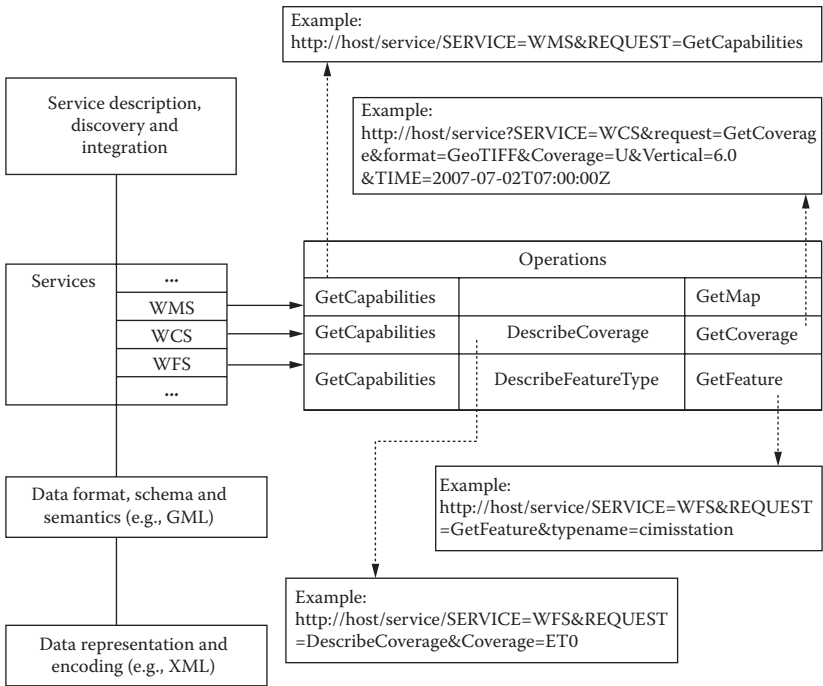 Example:
http://host/service/SERVICE=WMS&REQUEST=GetCapabilities
Service description,
discovery and
integration
Example:
http://host/service?SERVICE=WCS&request=GetCoverag
e&format=GeoTIFF&Coverage=U&Vertical=6.0
&TIME=2007-07-02T07:00:00Z
Services
...
WMS
WCS
WFS
...
Operations
GetCapabilities
GetMap
GetCapabilities
DescribeCoverage
GetCoverage
GetCapabilities
DescribeFeatureType
GetFeature
Data format, schema and
semantics (e.g., GML)
Example:
http://host/service/SERVICE=WFS&REQUEST
=GetFeature&typename=cimisstation
Example:
http://host/service/SERVICE=WFS&REQUEST
=DescribeCoverage&Coverage=ET0
Data representation and
encoding (e.g., XML)